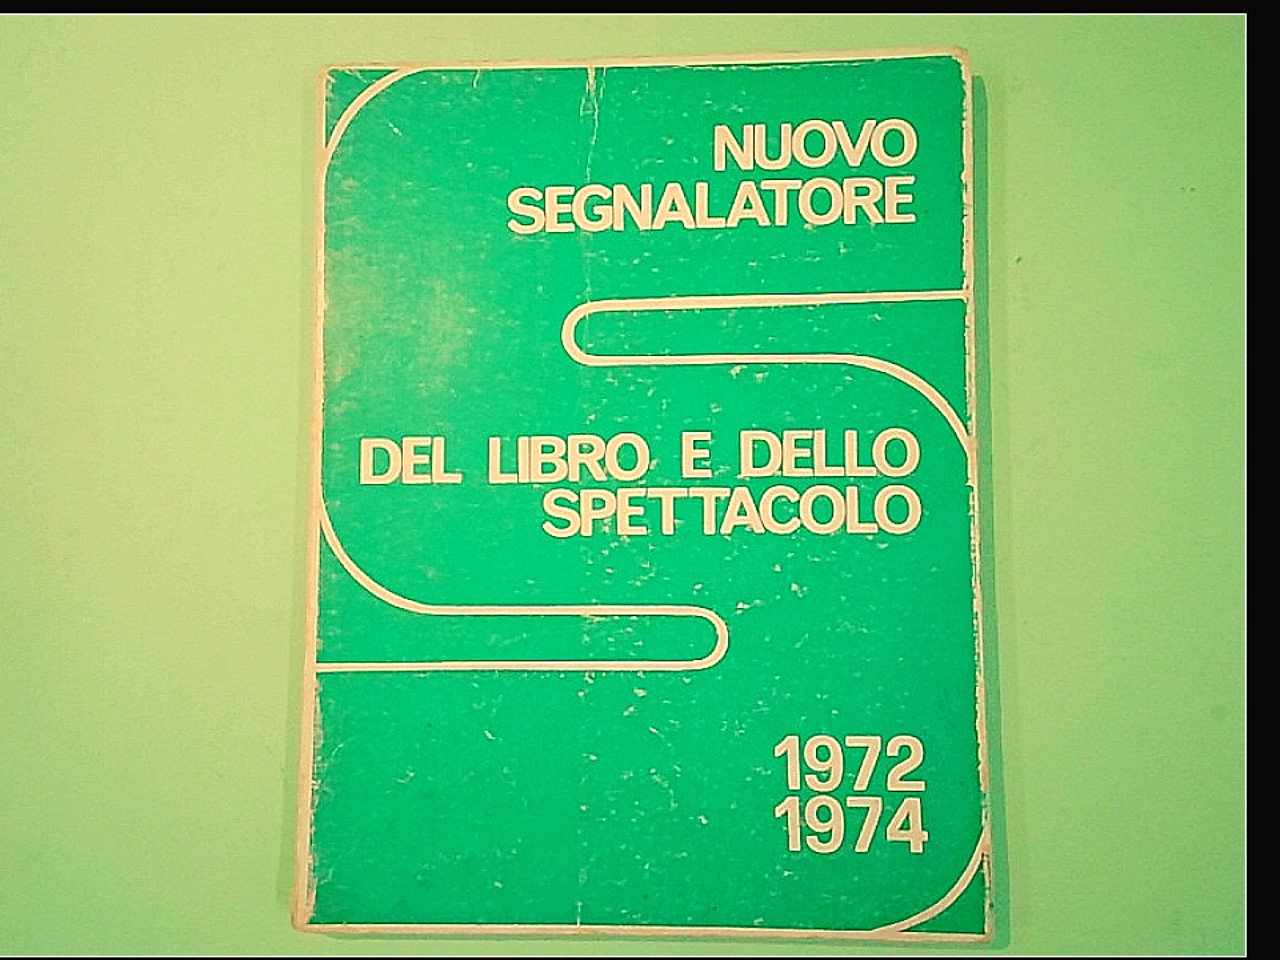 NUOVO
SEGNALATORE
DEL LIBRO E DELLO
SPETTACOLO
1972
1974